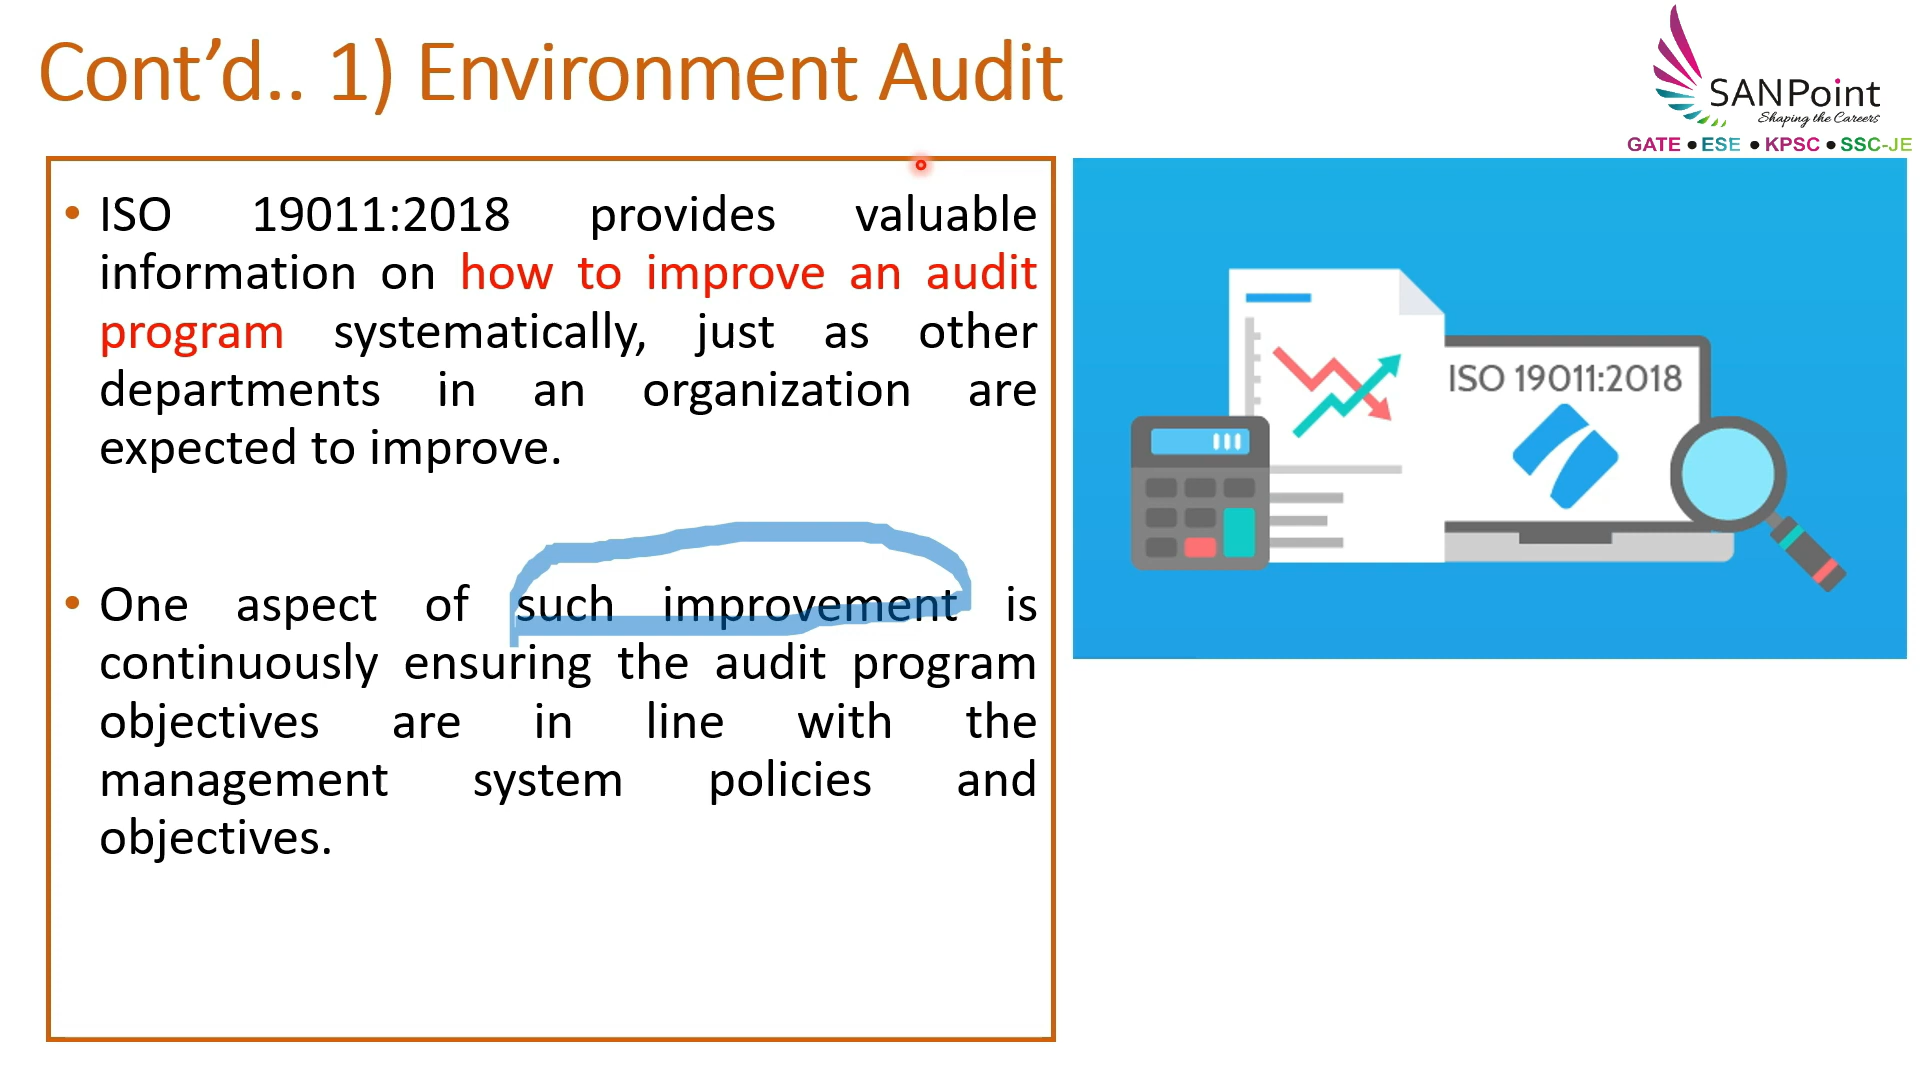 Cont’d.. 1) Environment Audit
SANPoint
Shaping the Careers
GATE ● ESE ● KPSC ● SSC-JE
• ISO 19011:2018 provides valuable
information on how to improve an audit
program systematically, just as other
departments in an organization are
expected to improve.
• One aspect of such improvement is
continuously ensuring the audit program
objectives are in line with the
management system policies and
objectives.
ISO 19011:2018